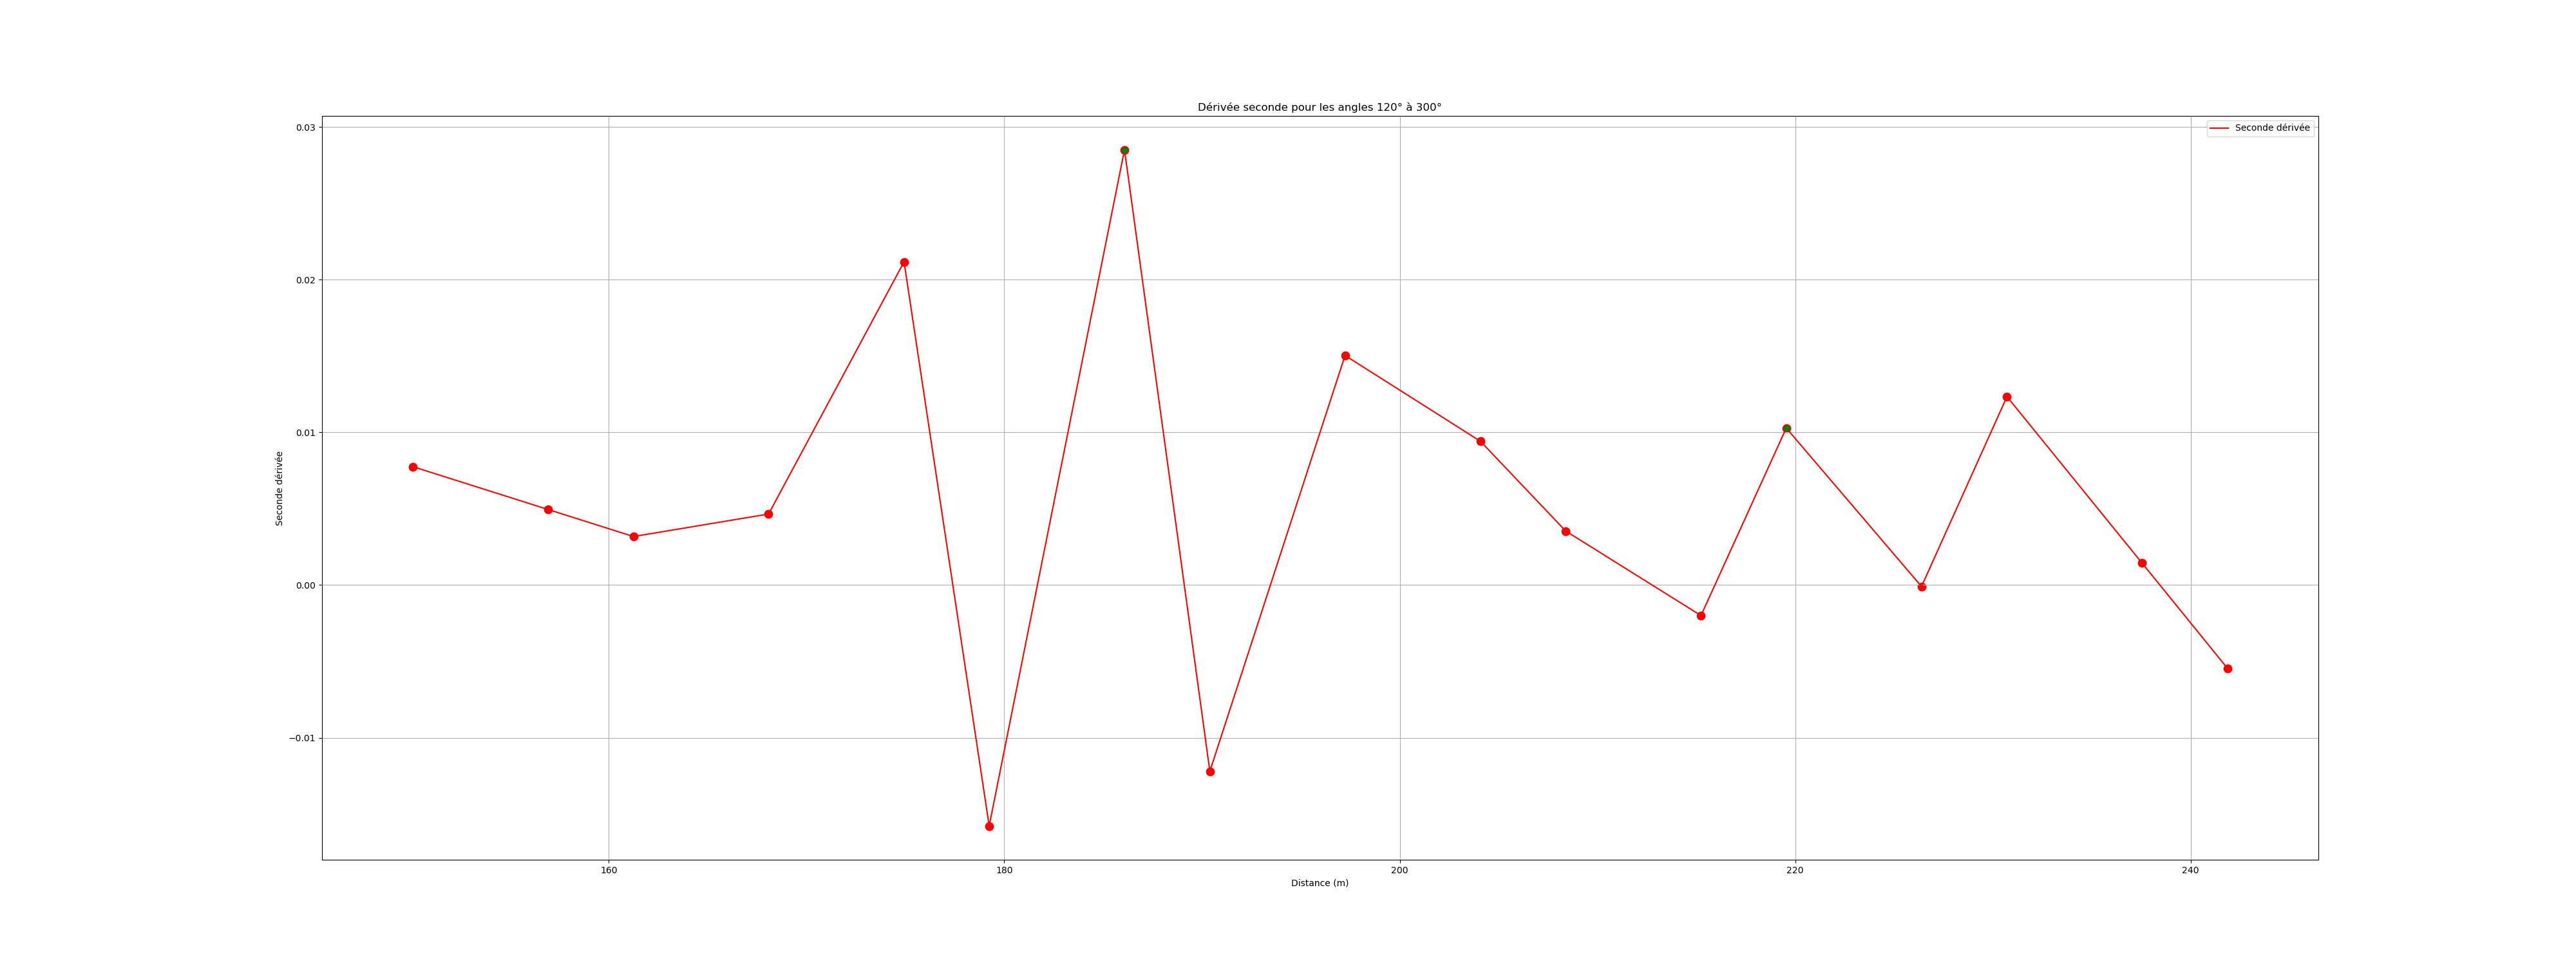 Dérivée seconde pour les angles 120° à 300°
Seconde dérivée
0.03
0.02
0.01
0.00
−0.01
Seconde dérivée
160
180
200
220
240
Distance (m)